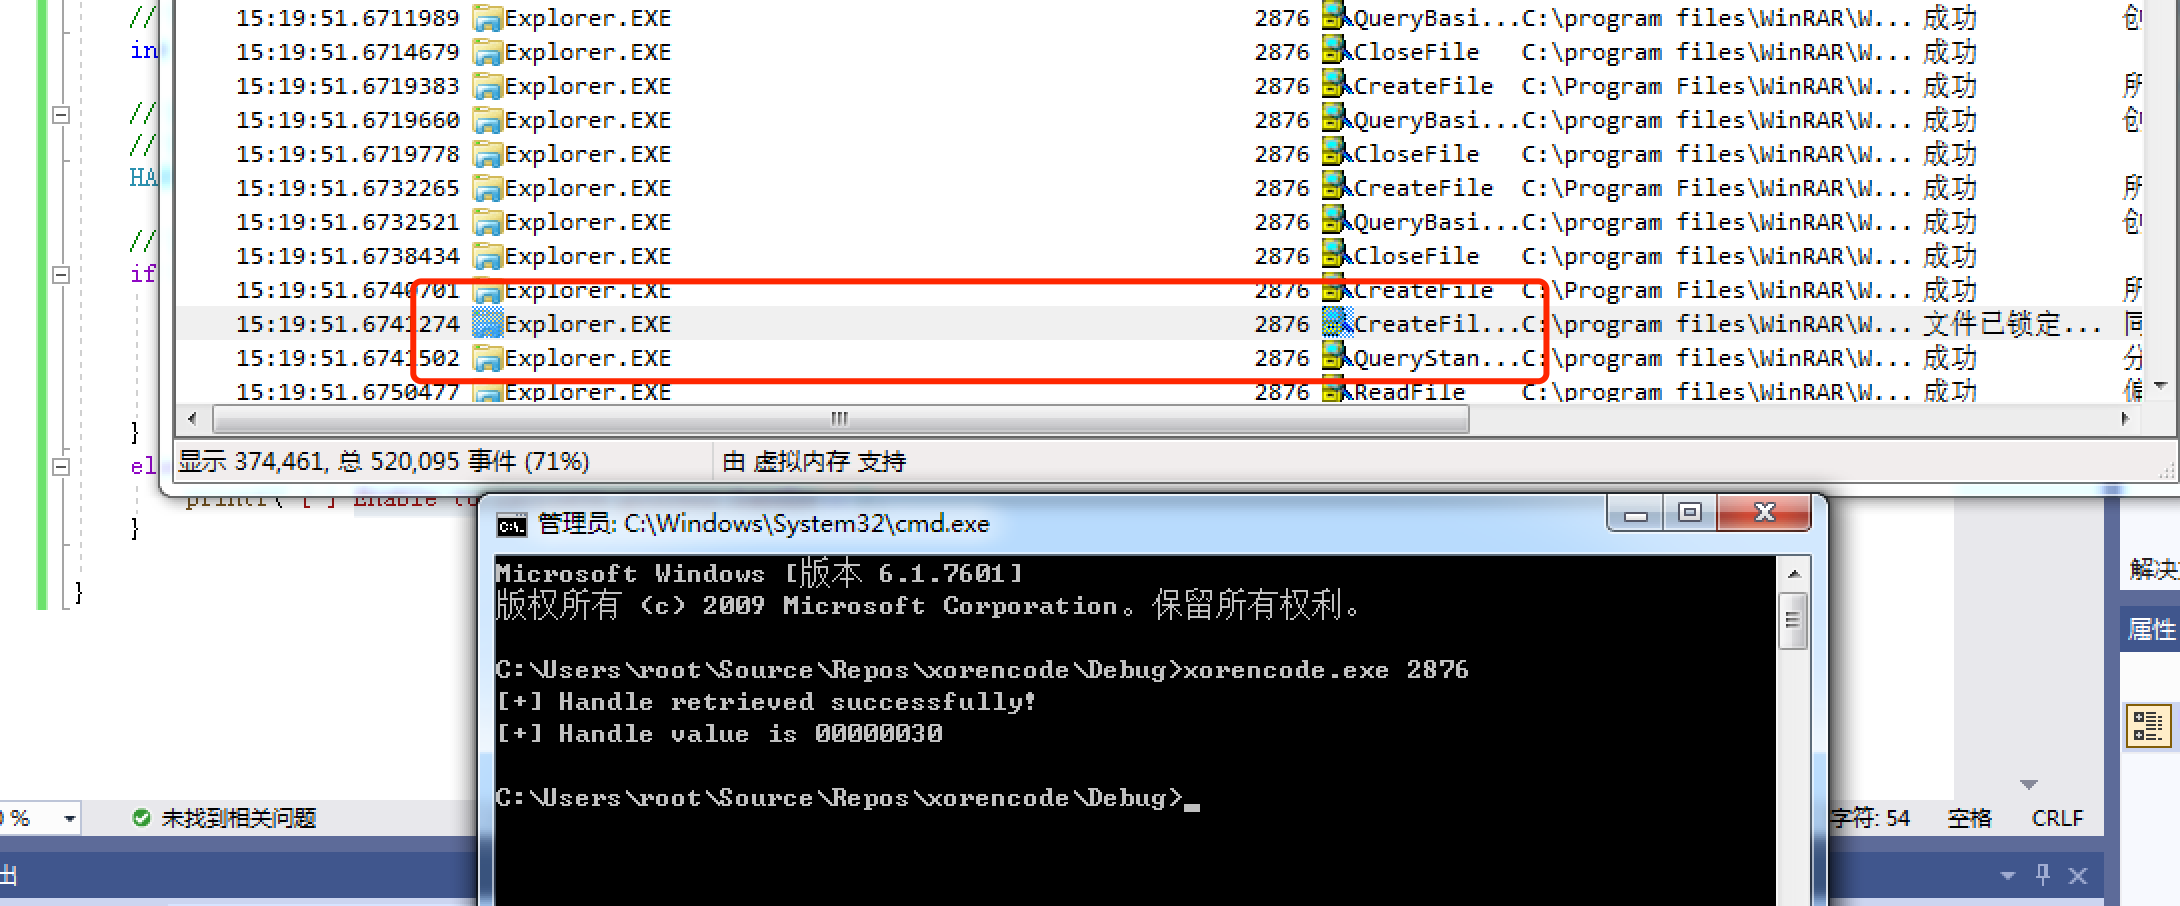 //
in
//
//
HA
//
if
}
el
}
}
15:19:51.6711989 Explorer.EXE 2876 QueryBasi...C:\program files\WinRAR\W... 成功 创
15:19:51.6714679 Explorer.EXE 2876 CloseFile C:\program files\WinRAR\W... 成功
15:19:51.6719383 Explorer.EXE 2876 CreateFile C:\Program Files\WinRAR\W... 成功 所
15:19:51.6719660 Explorer.EXE 2876 QueryBasi...C:\program files\WinRAR\W... 成功 创
15:19:51.6719778 Explorer.EXE 2876 CloseFile C:\program files\WinRAR\W... 成功
15:19:51.6732265 Explorer.EXE 2876 CreateFile C:\Program Files\WinRAR\W... 成功 所
15:19:51.6732521 Explorer.EXE 2876 QueryBasi...C:\program files\WinRAR\W... 成功 创
15:19:51.6738434 Explorer.EXE 2876 CloseFile C:\program files\WinRAR\W... 成功
15:19:51.6740701 Explorer.EXE 2876 CreateFile C:\Program Files\WinRAR\W... 成功 所
15:19:51.6741274 Explorer.EXE 2876 CreateFil...C:\program files\WinRAR\W... 文件已锁定... 同
15:19:51.6741502 Explorer.EXE 2876 QueryStan...C:\program files\WinRAR\W... 成功 分
15:19:51.6750477 Explorer.EXE 2876 ReadFile C:\program files\WinRAR\W... 成功 偏
显示 374,461, 总 520,095 事件 (71%) 由 虚拟内存 支持
管理员: C:\Windows\System32\cmd.exe
Microsoft Windows [版本 6.1.7601]
版权所有 (c) 2009 Microsoft Corporation。保留所有权利。
C:\Users\root\Source\Repos\xorencode\Debug>xorencode.exe 2876
[+] Handle retrieved successfully!
[+] Handle value is 00000030
C:\Users\root\Source\Repos\xorencode\Debug>_
解决
属性
% 未找到相关问题 字符: 54 空格 CRLF
出